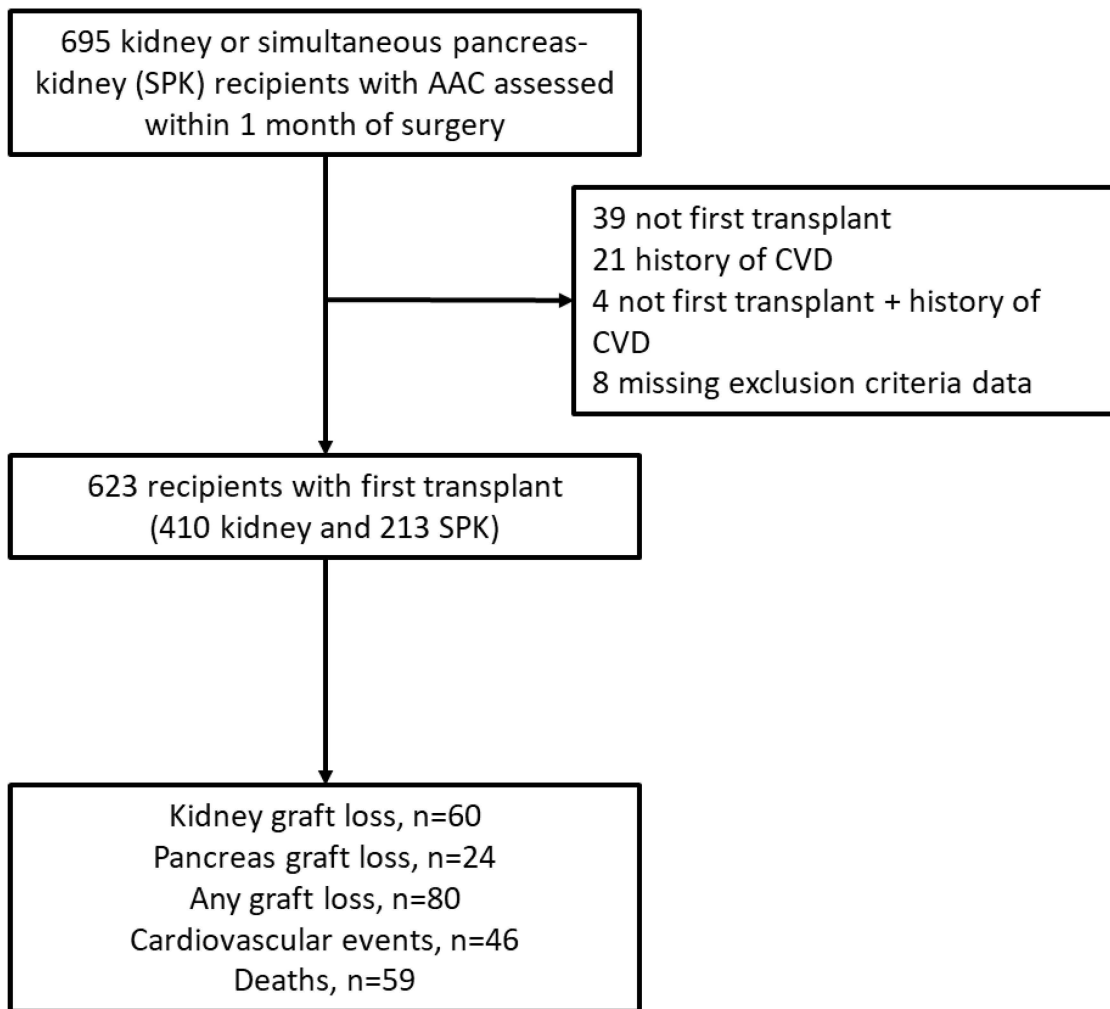 695 kidney or simultaneous pancreas-
kidney (SPK) recipients with AAC assessed
within 1 month of surgery
39 not first transplant
21 history of CVD
4 not first transplant + history of
CVD
8 missing exclusion criteria data
623 recipients with first transplant
(410 kidney and 213 SPK)
Kidney graft loss, n=60
Pancreas graft loss, n=24
Any graft loss, n=80
Cardiovascular events, n=46
Deaths, n=59